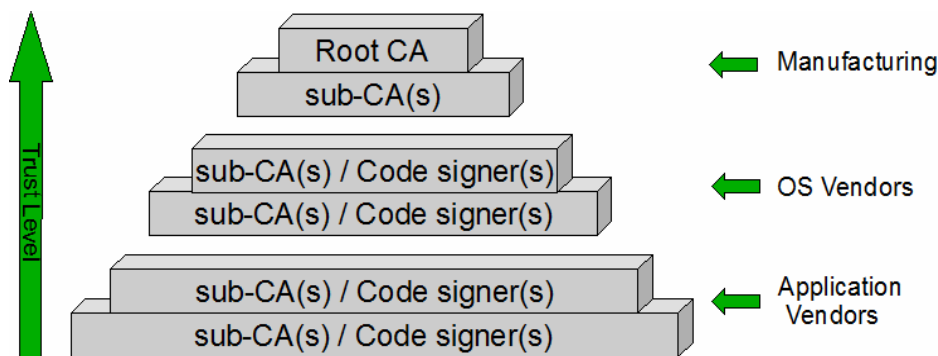 Root CA
sub-CA(s)
Manufacturing
sub-CA(s) / Code signer(s)
sub-CA(s) / Code signer(s)
OS Vendors
sub-CA(s) / Code signer(s)
sub-CA(s) / Code signer(s)
Application
Vendors
Trust Level